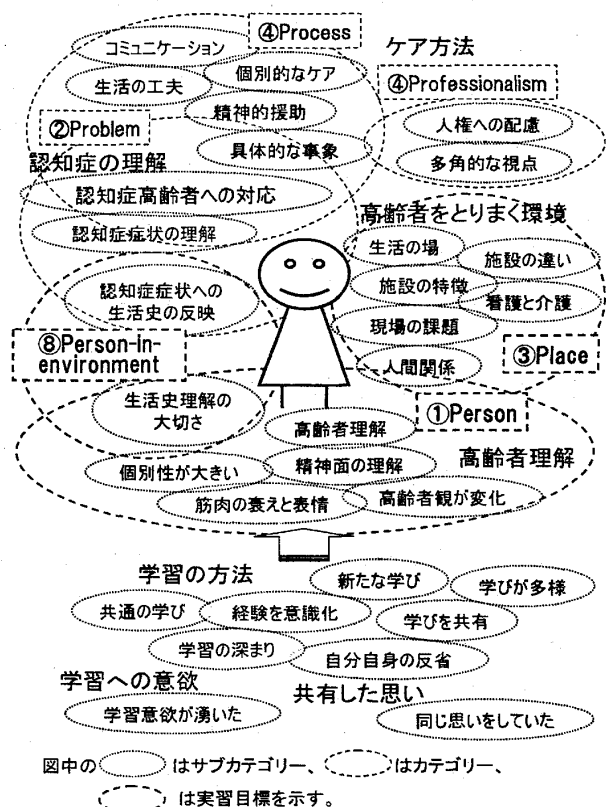 ④Process
コミュニケーション
ケア方法
生活の工夫
個別的なケア
④Professionalism
精神的援助
②Problem
人権への配慮
具体的な事象
多角的な視点
認知症の理解
認知症高齢者への対応
高齢者をとりまく環境
認知症症状の理解
生活の場
施設の違い
施設の特徴
認知症症状への
生活史の反映
看護と介護
現場の課題
⑧Person-in-
environment
③Place
人間関係
生活史理解の
大切さ
①Person
高齢者理解
高齢者理解
個別性が大きい
精神面の理解
筋肉の衰えと表情
高齢者観が変化
学習の方法
新たな学び
学びが多様
共通の学び
経験を意識化
学びを共有
学習の深まり
自分自身の反省
学習への意欲
共有した思い
学習意欲が湧いた
同じ思いをしていた
図中の はサブカテゴリー、 はカテゴリー、
は実習目標を示す。